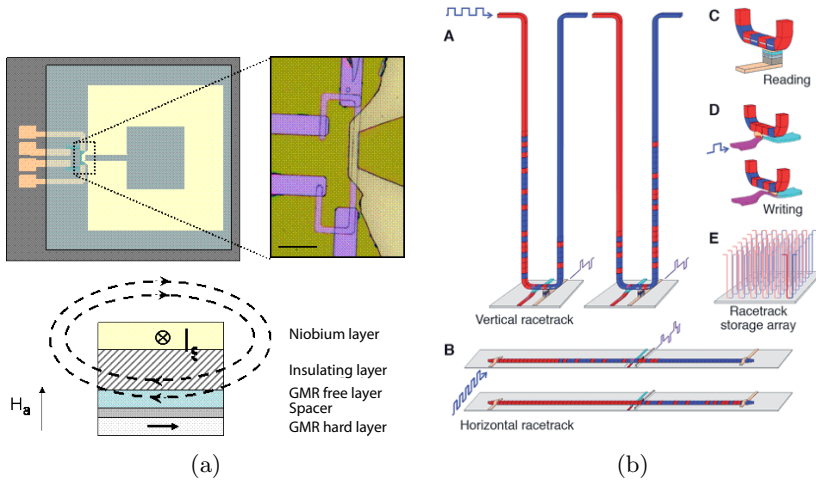 Niobium layer
ξ
Insulating layer
GMR free layer
Spacer
GMR hard layer
Ha
(a)
A
Vertical racetrack
B
Horizontal racetrack
C
Reading
D
Writing
E
Racetrack
storage array
(b)